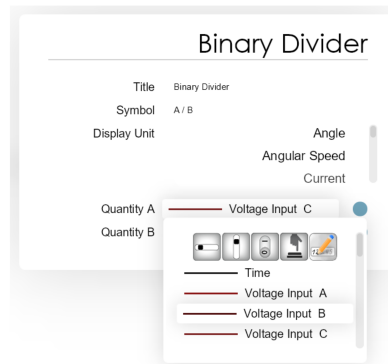 Binary Divider
Title Binary Divider
Symbol A / B
Display Unit Angle
Angular Speed
Current
Quantity A Voltage Input C
Quantity B
Time
Voltage Input A
Voltage Input B
Voltage Input C